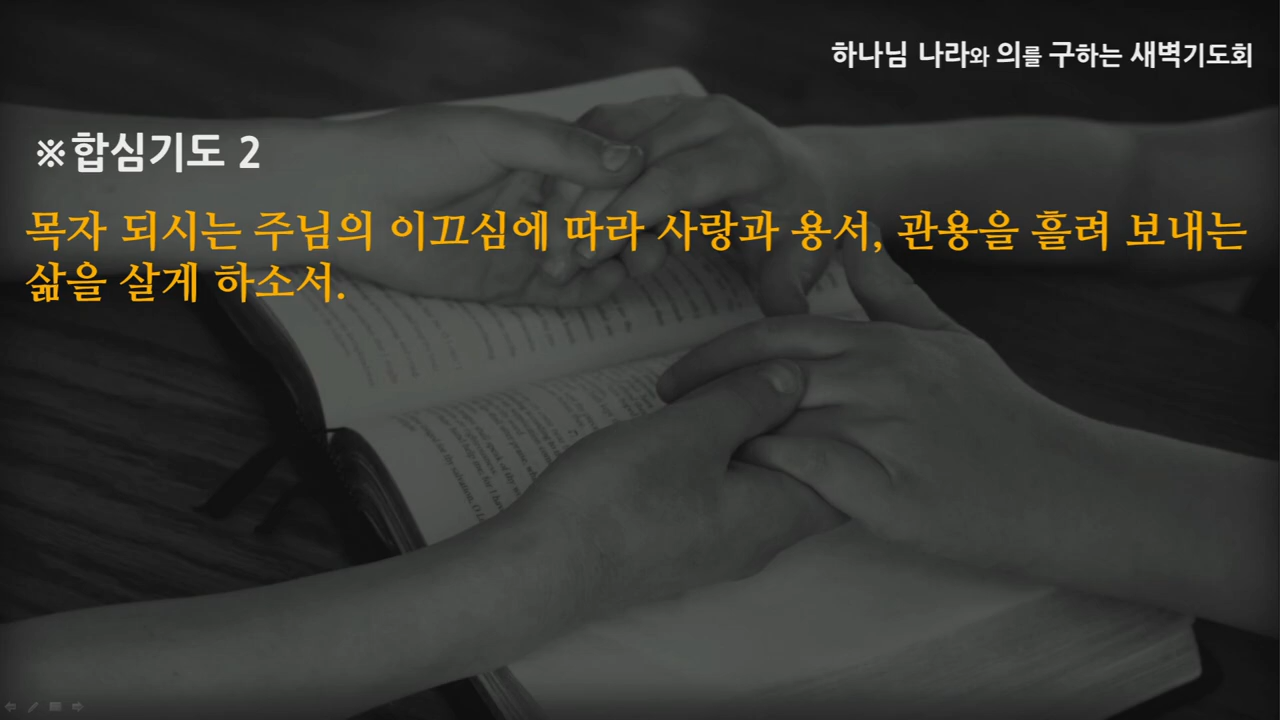 하나님 나라와 의를 구하는 새벽기도회
※합심기도 2
목자 되시는 주님의 이끄심에 따라 사랑과 용서, 관용을 흘려 보내는
삶을 살게 하소서.